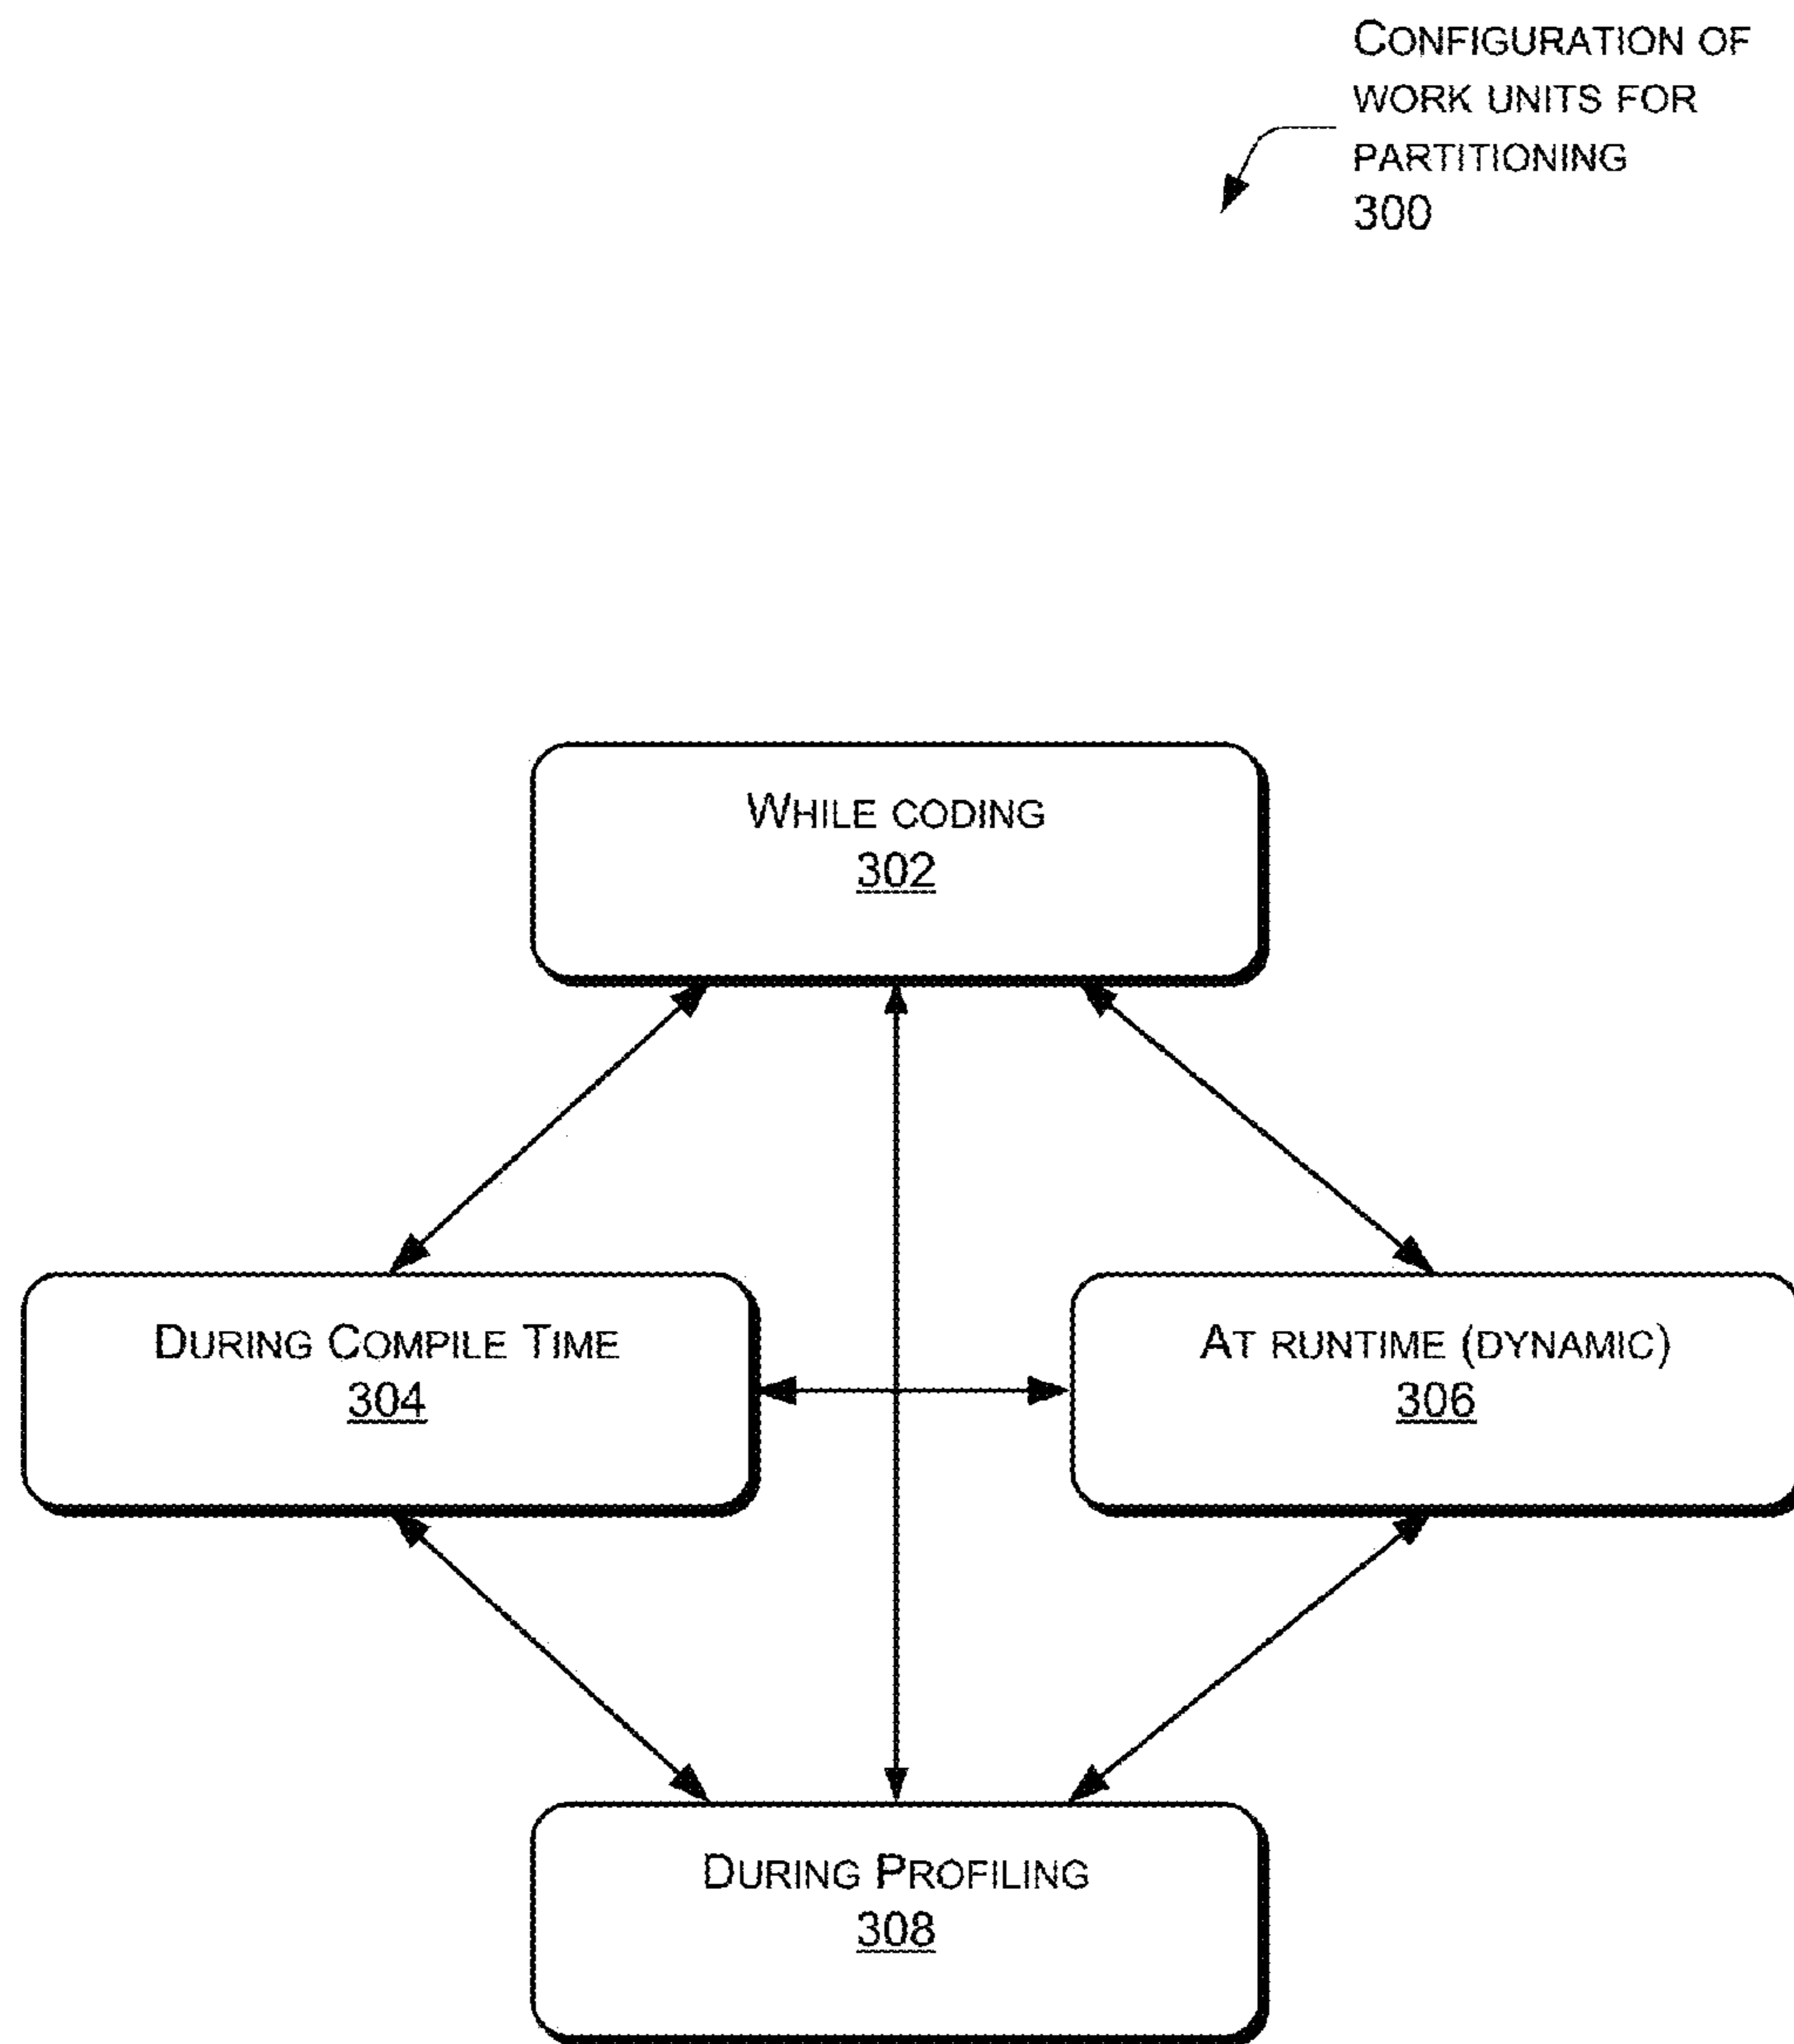 CONFIGURATION OF
WORK UNITS FOR
PARTITIONING
300
WHILE CODING
302
DURING COMPILE TIME
304
AT RUNTIME (DYNAMIC)
306
DURING PROFILING
308